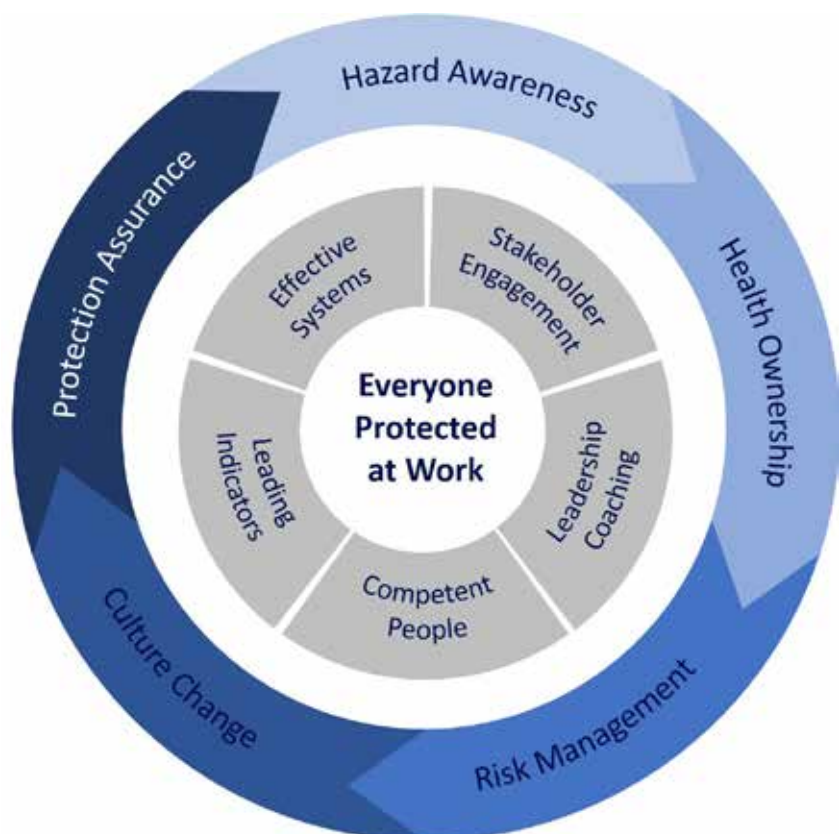 Hazard Awareness
Health Ownership
Risk Management
Culture Change
Protection Assurance
Stakeholder
Engagement
Leadership
Coaching
Competent
People
Leading
Indicators
Effective
Systems
Everyone
Protected
at Work